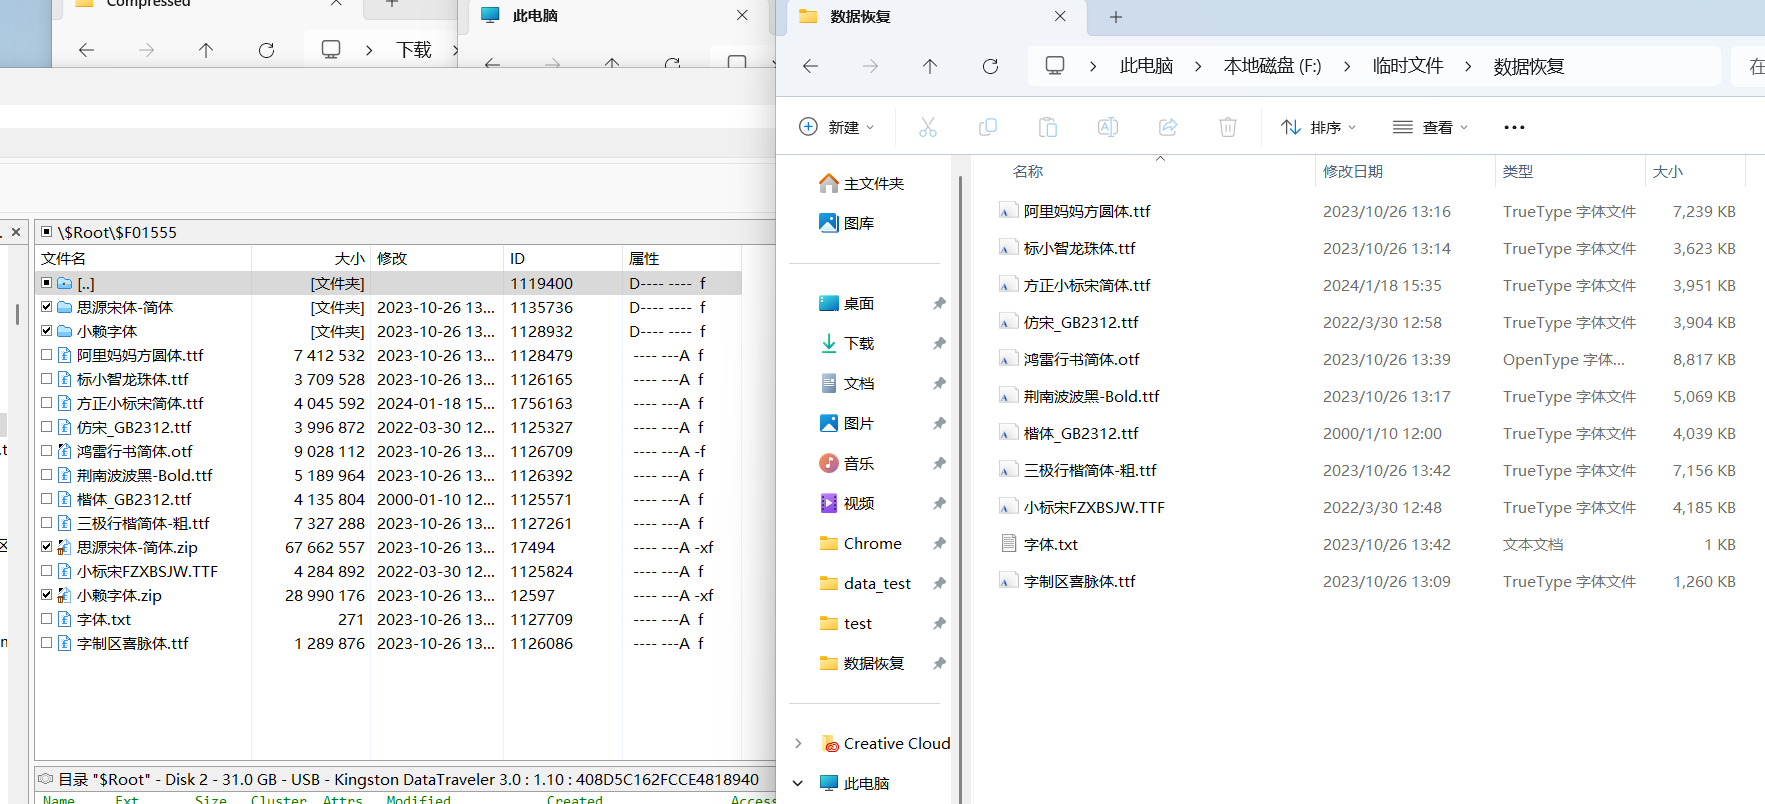 Compressed
下载
此电脑
\$Root\$F01555
文件名 大小 修改 ID 属性
[..] [文件夹] 1119400 D---- ---- f
思源宋体-简体 [文件夹] 2023-10-26 13... 1135736 D---- ---- f
小赖字体 [文件夹] 2023-10-26 13... 1128932 D---- ---- f
阿里妈妈方圆体.ttf 7 412 532 2023-10-26 13... 1128479 ---- ---A f
标小智龙珠体.ttf 3 709 528 2023-10-26 13... 1126165 ---- ---A f
方正小标宋简体.ttf 4 045 592 2024-01-18 15... 1756163 ---- ---A f
仿宋_GB2312.ttf 3 996 872 2022-03-30 12... 1125327 ---- ---A f
鸿雷行书简体.otf 9 028 112 2023-10-26 13... 1126709 ---- ---A -f
荆南波波黑-Bold.ttf 5 189 964 2023-10-26 13... 1126392 ---- ---A f
楷体_GB2312.ttf 4 135 804 2000-01-10 12... 1125571 ---- ---A f
三极行楷简体-粗.ttf 7 327 288 2023-10-26 13... 1127261 ---- ---A f
思源宋体-简体.zip 67 662 557 2023-10-26 13... 17494 ---- ---A -xf
小标宋FZXBSJW.TTF 4 284 892 2022-03-30 12... 1125824 ---- ---A f
小赖字体.zip 28 990 176 2023-10-26 13... 12597 ---- ---A -xf
字体.txt 271 2023-10-26 13... 1127709 ---- ---A f
字制区喜脉体.ttf 1 289 876 2023-10-26 13... 1126086 ---- ---A f
目录 "$Root" - Disk 2 - 31.0 GB - USB - Kingston DataTraveler 3.0 : 1.10 : 408D5C162FCCE4818940
Name Ext Size Cluster Attrs Modified Created Access
数据恢复
此电脑 本地磁盘 (F:) 临时文件 数据恢复 在
新建 排序 查看
主文件夹
图库
桌面
下载
文档
图片
音乐
视频
Chrome
data_test
test
数据恢复
Creative Cloud
此电脑
名称 修改日期 类型 大小
阿里妈妈方圆体.ttf 2023/10/26 13:16 TrueType 字体文件 7,239 KB
标小智龙珠体.ttf 2023/10/26 13:14 TrueType 字体文件 3,623 KB
方正小标宋简体.ttf 2024/1/18 15:35 TrueType 字体文件 3,951 KB
仿宋_GB2312.ttf 2022/3/30 12:58 TrueType 字体文件 3,904 KB
鸿雷行书简体.otf 2023/10/26 13:39 OpenType 字体... 8,817 KB
荆南波波黑-Bold.ttf 2023/10/26 13:17 TrueType 字体文件 5,069 KB
楷体_GB2312.ttf 2000/1/10 12:00 TrueType 字体文件 4,039 KB
三极行楷简体-粗.ttf 2023/10/26 13:42 TrueType 字体文件 7,156 KB
小标宋FZXBSJW.TTF 2022/3/30 12:48 TrueType 字体文件 4,185 KB
字体.txt 2023/10/26 13:42 文本文档 1 KB
字制区喜脉体.ttf 2023/10/26 13:09 TrueType 字体文件 1,260 KB